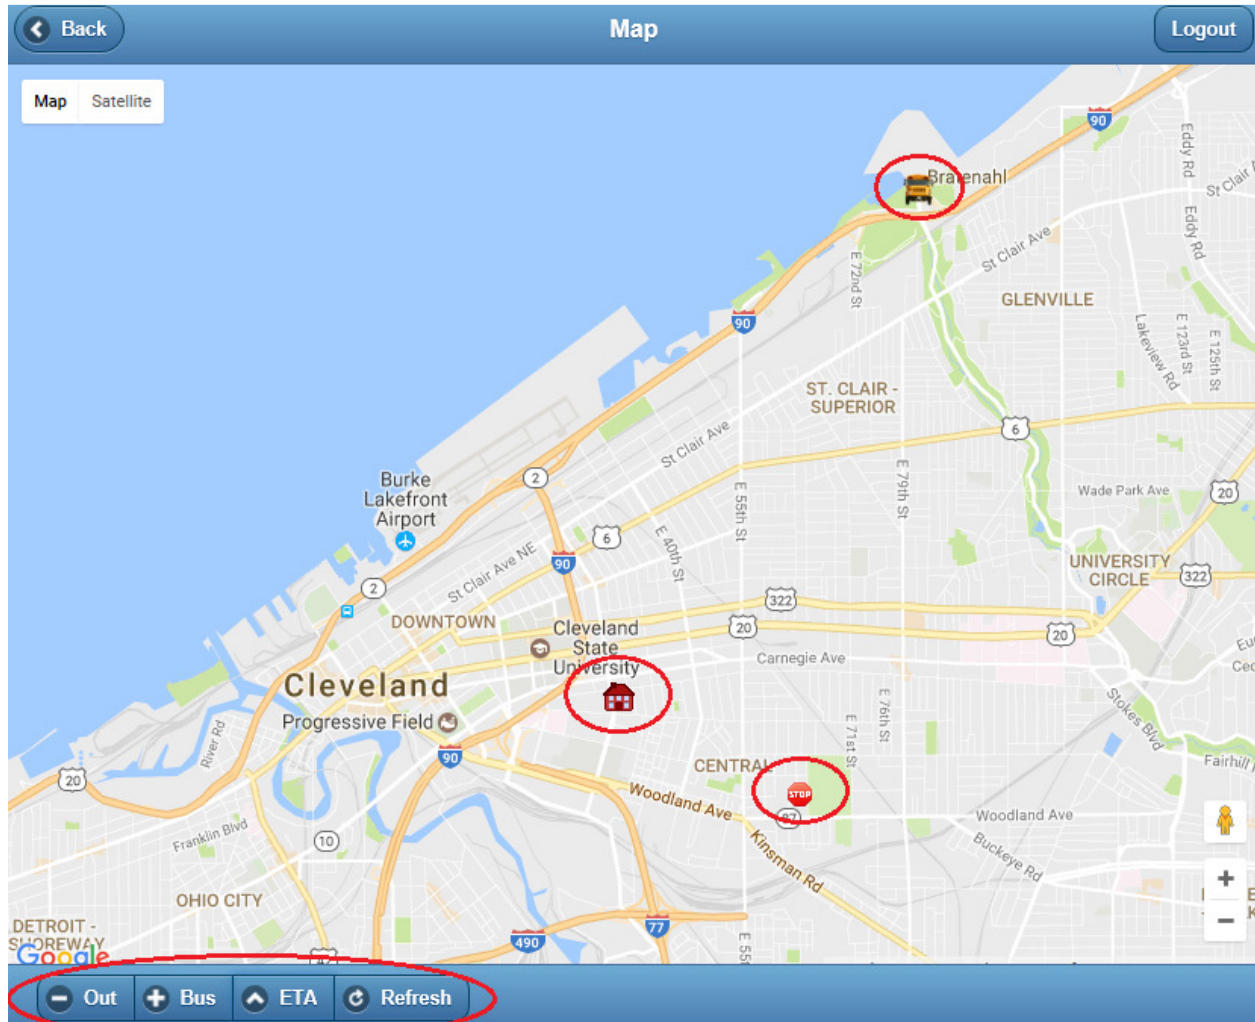 Back
Map
Logout
Map
Satellite
90
Eddy Rd
Bratenahl
St Clair Ave
Eddy Rd
St Clair Ave
E 72nd St
GLENVILLE
90
Lakeview Rd
E 123rd St
E 125th St
ST. CLAIR -
SUPERIOR
6
St Clair Ave
Burke
Lakefront
Airport
2
E 55th St
E 79th St
Wade Park Ave
20
6
E 40th St
St Clair Ave NE
90
UNIVERSITY
CIRCLE
322
2
322
DOWNTOWN
Cleveland
State
University
20
20
Carnegie Ave
Cleveland
Progressive Field
Stokes Blvd
E 76th St
E 71st St
River Rd
90
CENTRAL
Fairhill
20
STOP
Woodland Ave
87
Woodland Ave
Franklin Blvd
10
Kinsman Rd
Buckeye Rd
OHIO CITY
DETROIT -
SHOREWAY
490
77
E 55
Google
Out
Bus
ETA
Refresh